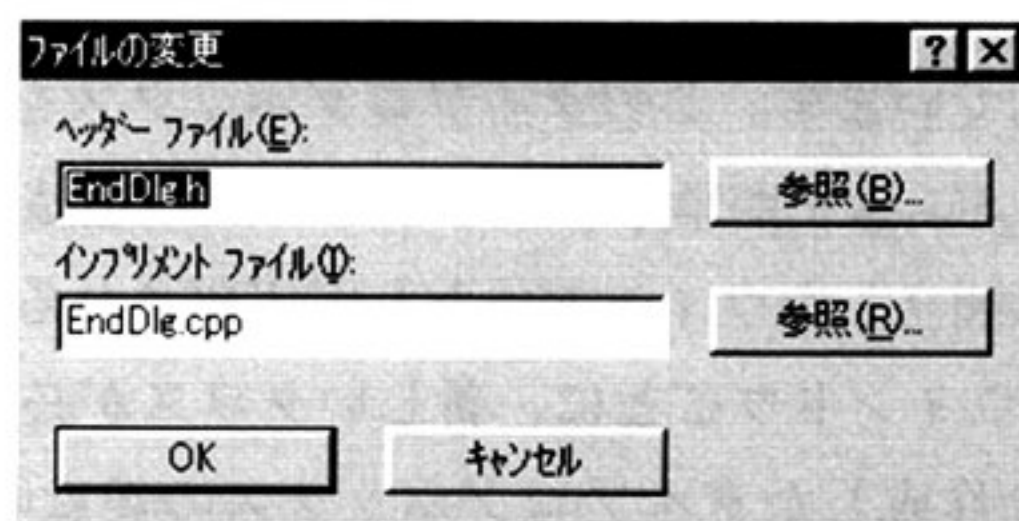 ファイルの変更
ヘッダー ファイル(E):
EndDlg.h
参照(B)...
インプリメント ファイル(I):
EndDlg.cpp
参照(R)...
OK
キャンセル